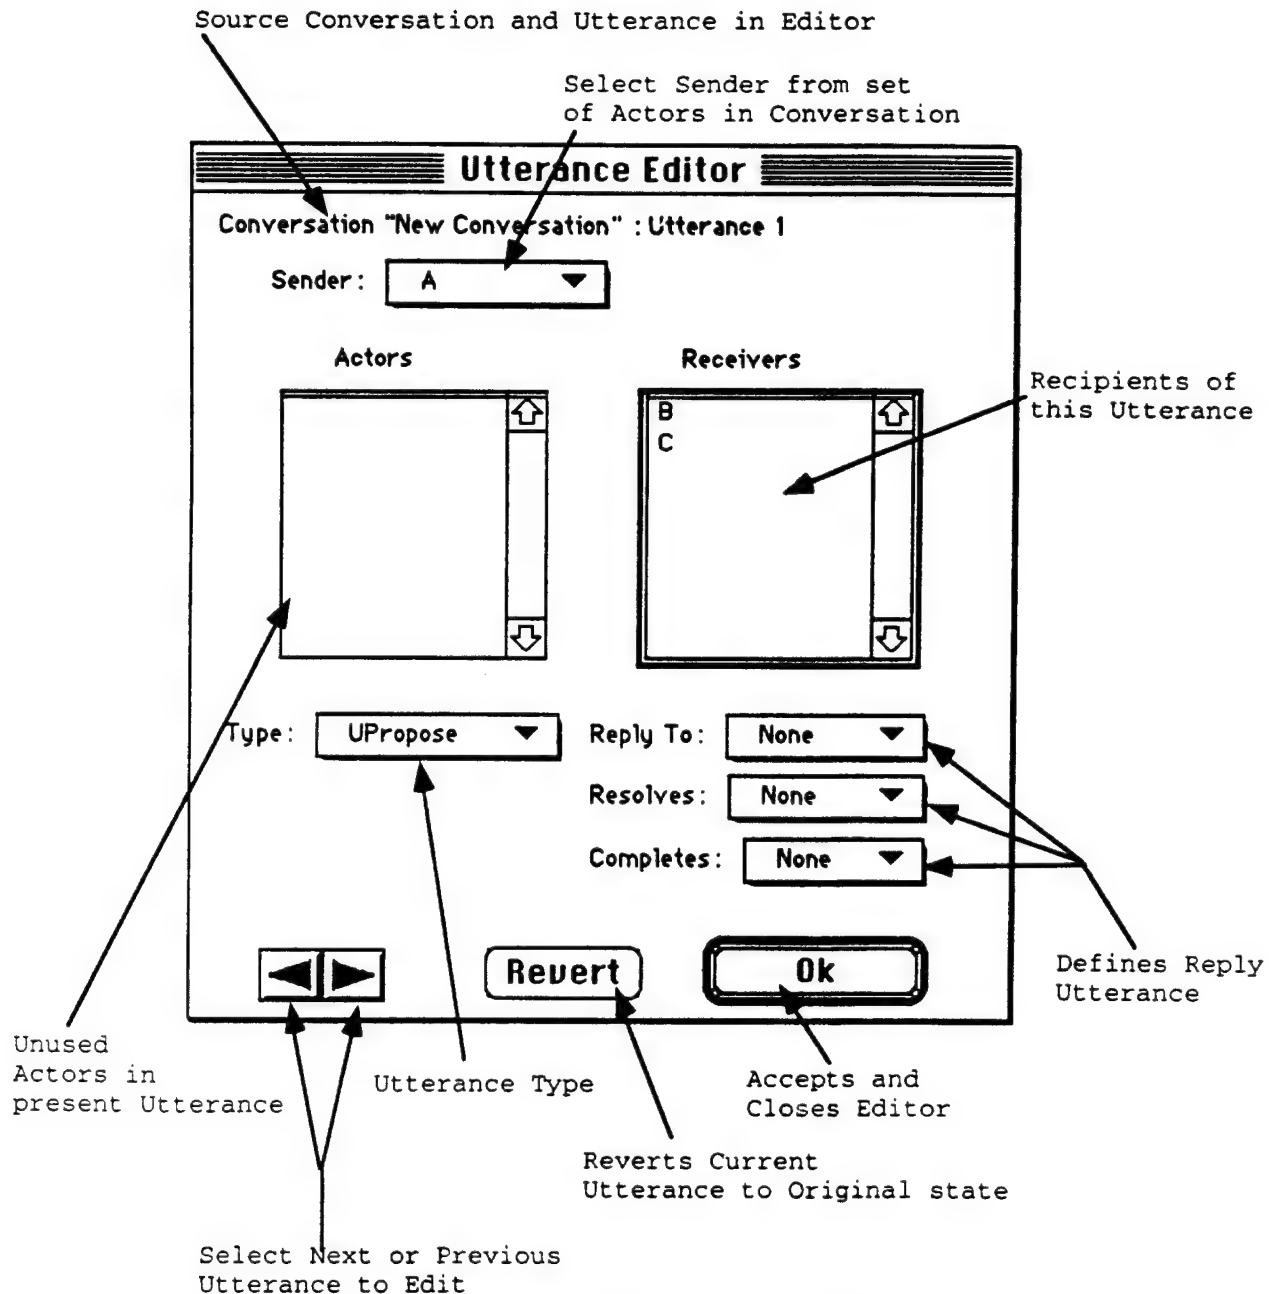 Source Conversation and Utterance in Editor
Select Sender from set
of Actors in Conversation
Utterance Editor
Conversation "New Conversation" : Utterance 1
Sender: A
Actors
Receivers
B
C
Recipients of
this Utterance
Type: UPropose
Reply To: None
Resolves: None
Completes: None
Revert
Ok
Defines Reply
Utterance
Unused
Actors in
present Utterance
Utterance Type
Accepts and
Closes Editor
Reverts Current
Utterance to Original state
Select Next or Previous
Utterance to Edit